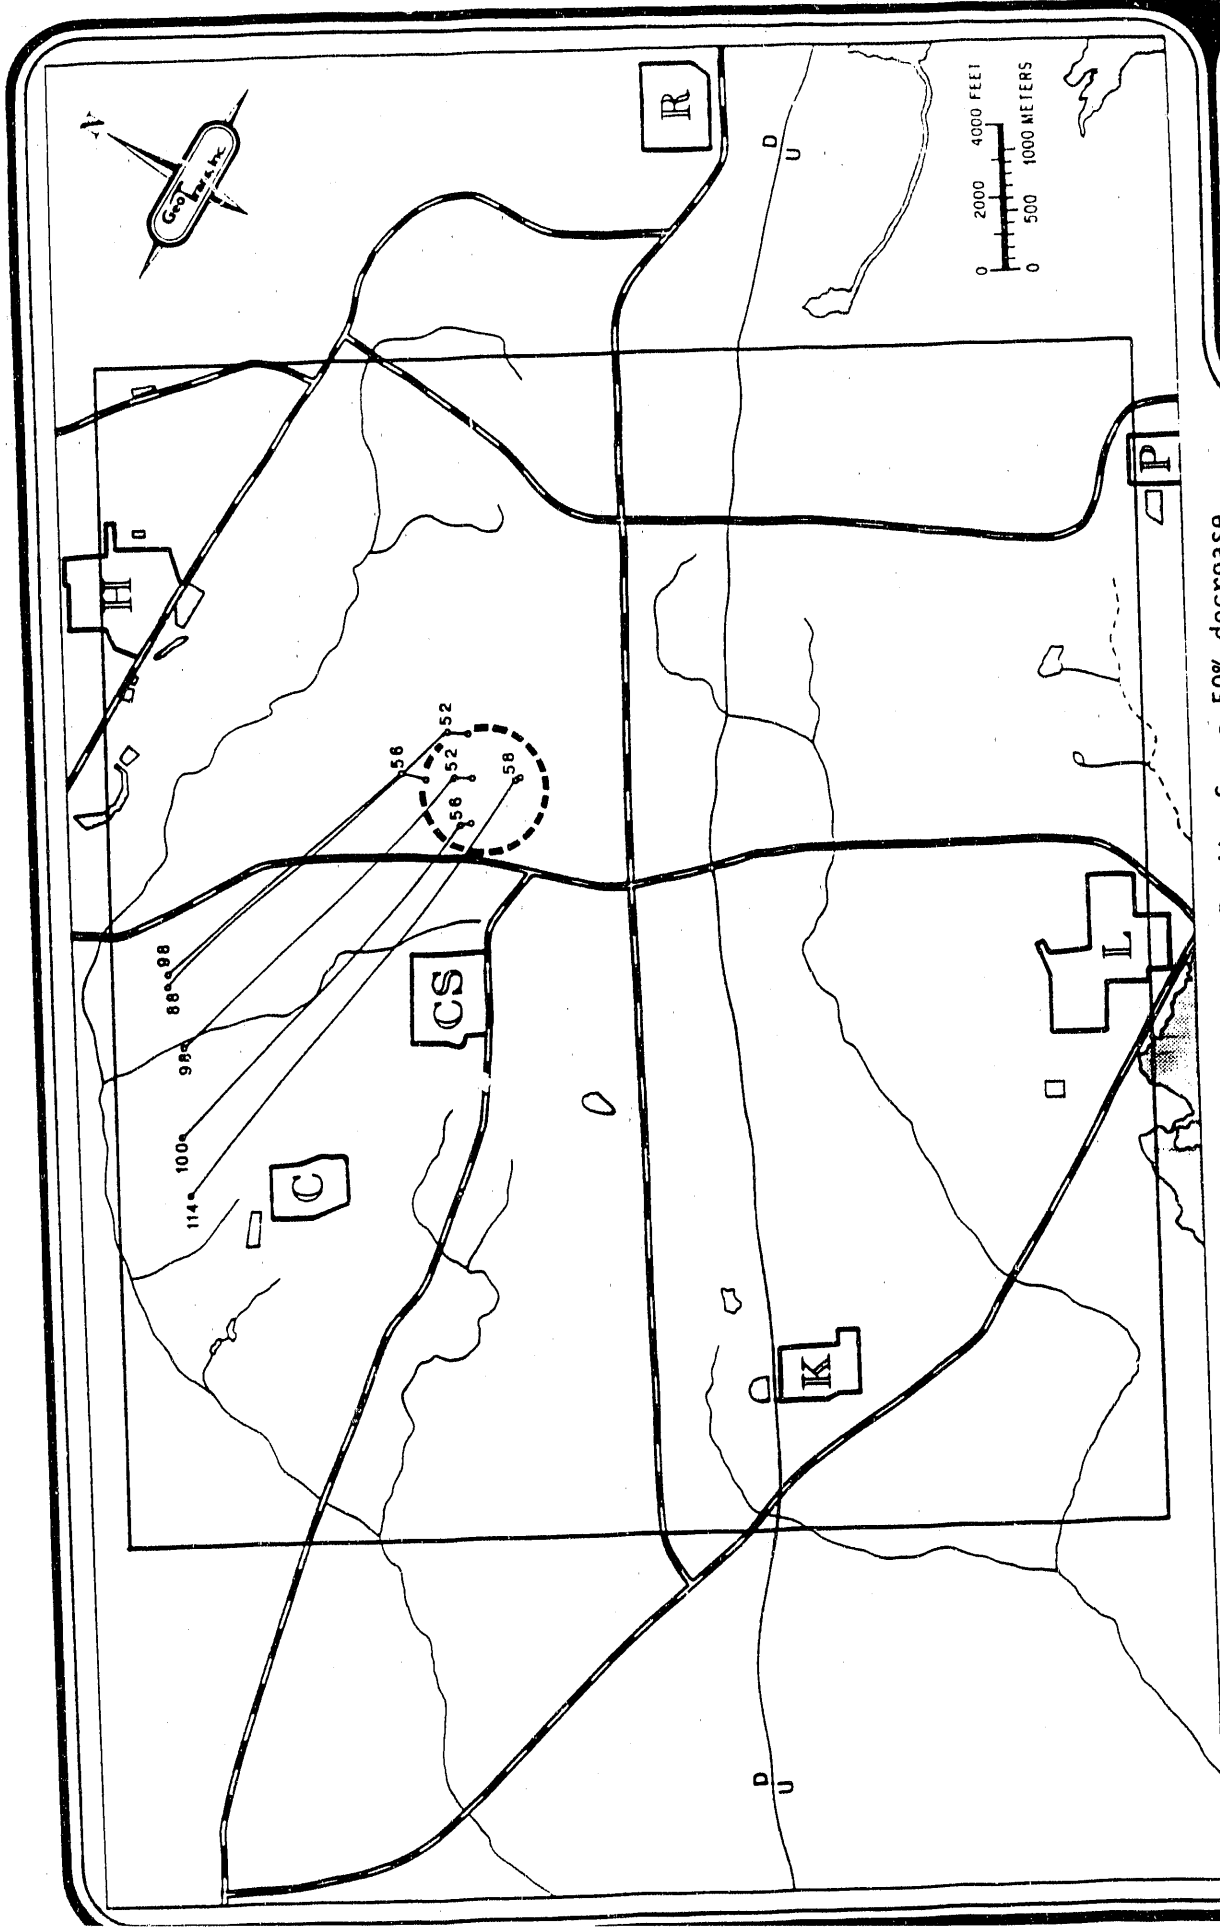 N
GeoTrans, Inc
R
D
U
0 2000 4000 FEET
0 500 1000 METERS
H
P
56
52
52
56
58
98
88
98
100
114
CS
C
L
K
D
U
50% decrease